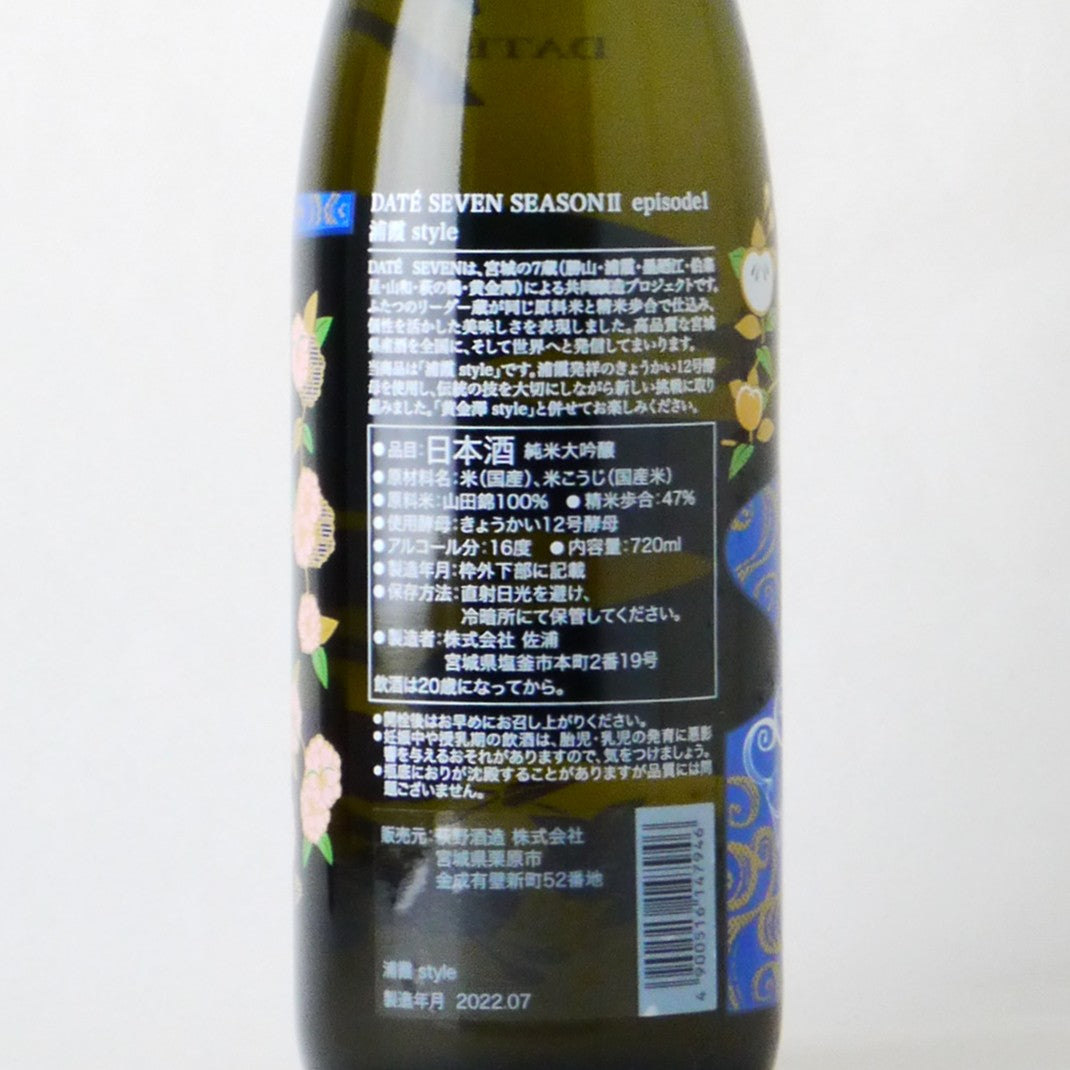 DATÉ
DATÉ SEVEN SEASONⅡ episode1
浦霞 style
DATÉ SEVENは、宮城の7蔵(勝山・浦霞・墨廼江・伯楽
星・山和・萩の鶴・黄金澤)による共同醸造プロジェクトです。
ふたつのリーダー蔵が同じ原料米と精米歩合で仕込み、
個性を活かした美味しさを表現しました。高品質な宮城
県産酒を全国に、そして世界へと発信してまいります。
当商品は「浦霞 style」です。浦霞発祥のきょうかい12号酵
母を使用し、伝統の技を大切にしながら新しい挑戦に取り
組みました。「黄金澤 style」と併せてお楽しみください。
●品目:日本酒 純米大吟醸
●原材料名:米(国産)、米こうじ(国産米)
●原料米:山田錦100% ●精米歩合:47%
●使用酵母:きょうかい12号酵母
●アルコール分:16度 ●内容量:720ml
●製造年月:枠外下部に記載
●保存方法:直射日光を避け、
冷暗所にて保管してください。
●製造者:株式会社 佐浦
宮城県塩釜市本町2番19号
飲酒は20歳になってから。
●開栓後はお早めにお召し上がりください。
●妊娠中や授乳期の飲酒は、胎児・乳児の発育に悪影
響を与えるおそれがありますので、気をつけましょう。
●瓶底におりが沈殿することがありますが品質には問
題ございません。
販売元:萩野酒造 株式会社
宮城県栗原市
金成有壁新町52番地
4900516147946
浦霞 style
製造年月 2022.07